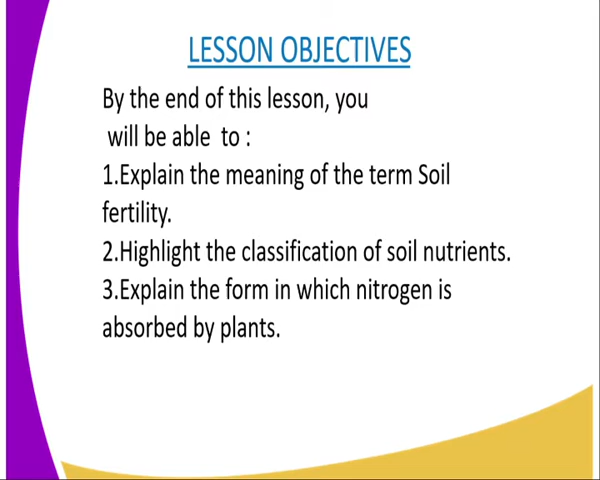 LESSON OBJECTIVES
By the end of this lesson, you
will be able  to :
1.Explain the meaning of the term Soil
fertility.
2.Highlight the classification of soil nutrients.
3.Explain the form in which nitrogen is
absorbed by plants.